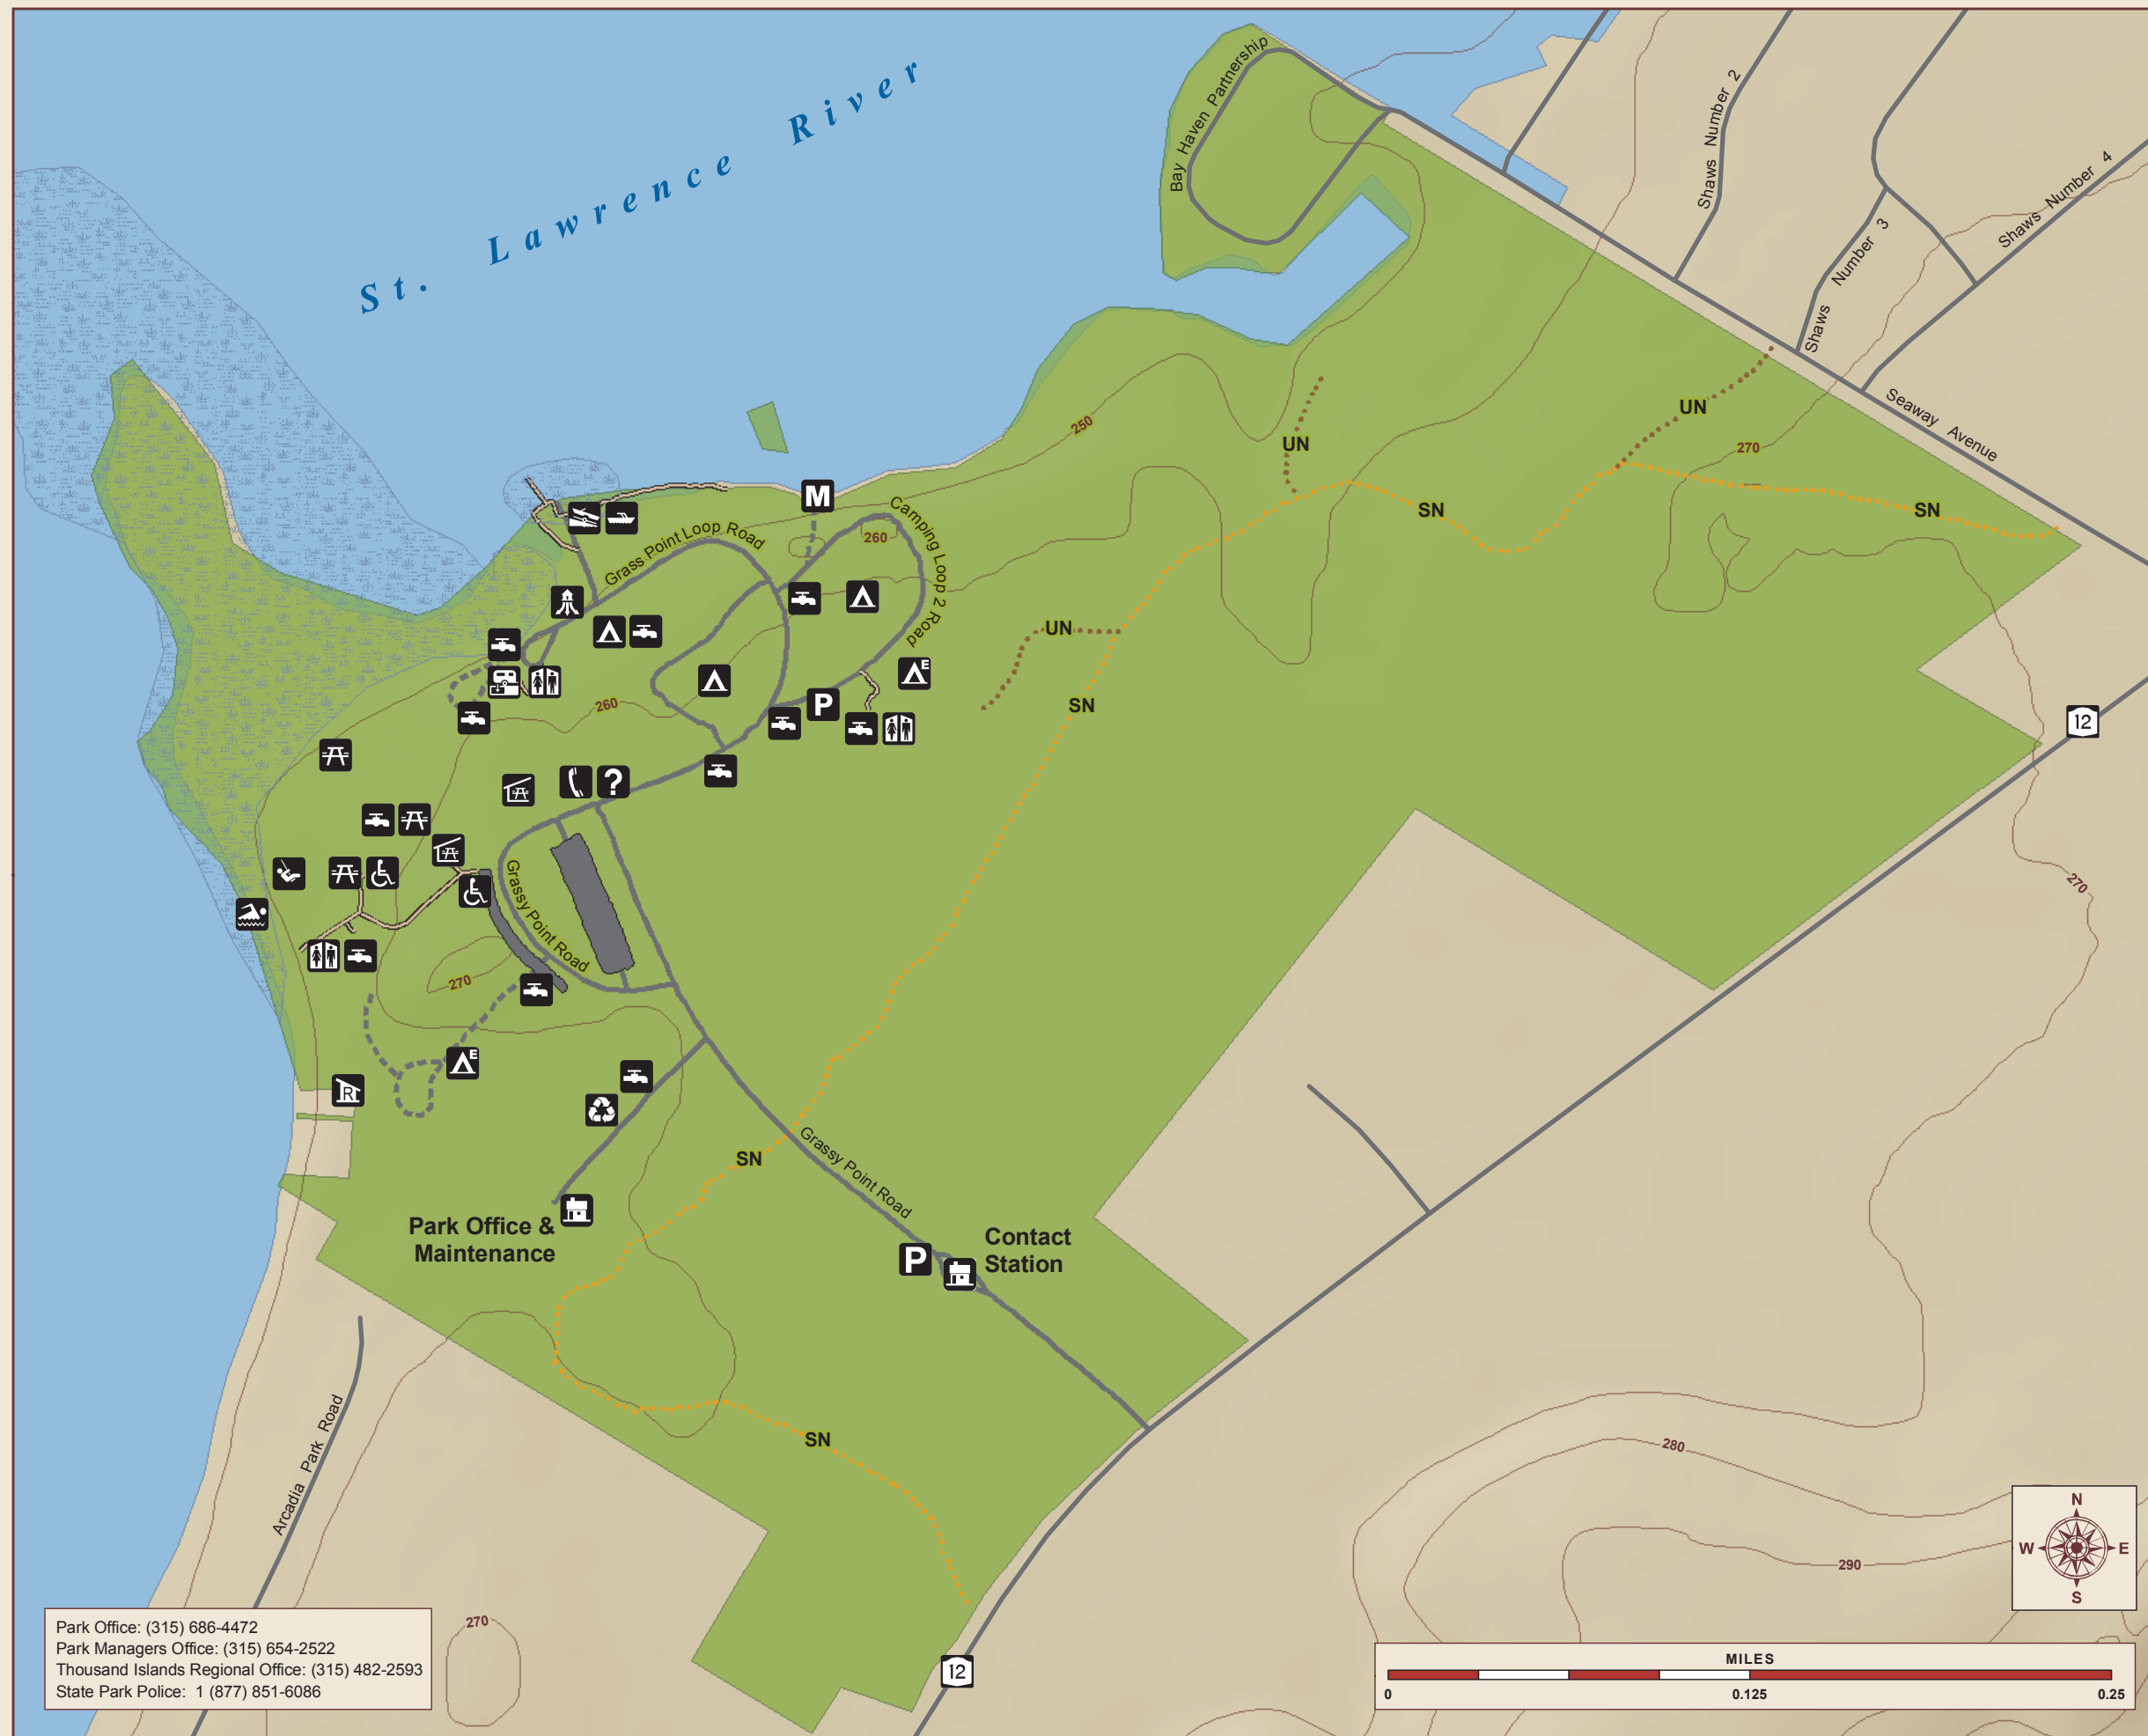 St. Lawrence River
Bay Haven Partnership
Shaws Number 2
Shaws Number 3
Shaws Number 4
Seaway Avenue
UN
270
UN
250
SN
SN
M
Camping Loop 2 Road
260
Grass Point Loop Road
UN
E
SN
P
260
12
?
270
Grassy Point Road
270
E
R
SN
Grassy Point Road
Park Office &
Maintenance
Contact
Station
P
SN
Arcadia Park Road
280
290
270
12
N
W E
S
Park Office: (315) 686-4472
Park Managers Office: (315) 654-2522
Thousand Islands Regional Office: (315) 482-2593
State Park Police: 1 (877) 851-6086
MILES
0 0.125 0.25